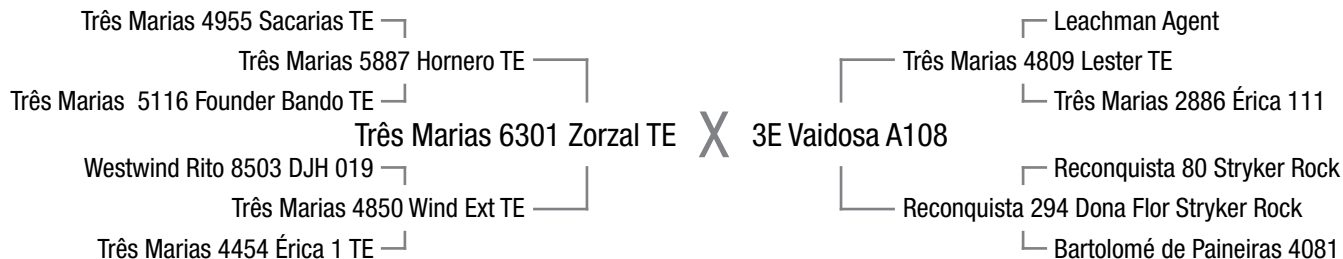 Três Marias 4955 Sacarias TE
Leachman Agent
Três Marias 5887 Hornero TE
Três Marias 4809 Lester TE
Três Marias 5116 Founder Bando TE
Três Marias 2886 Érica 111
Três Marias 6301 Zorzal TE X 3E Vaidosa A108
Westwind Rito 8503 DJH 019
Reconquista 80 Stryker Rock
Três Marias 4850 Wind Ext TE
Reconquista 294 Dona Flor Stryker Rock
Três Marias 4454 Érica 1 TE
Bartolomé de Paineiras 4081